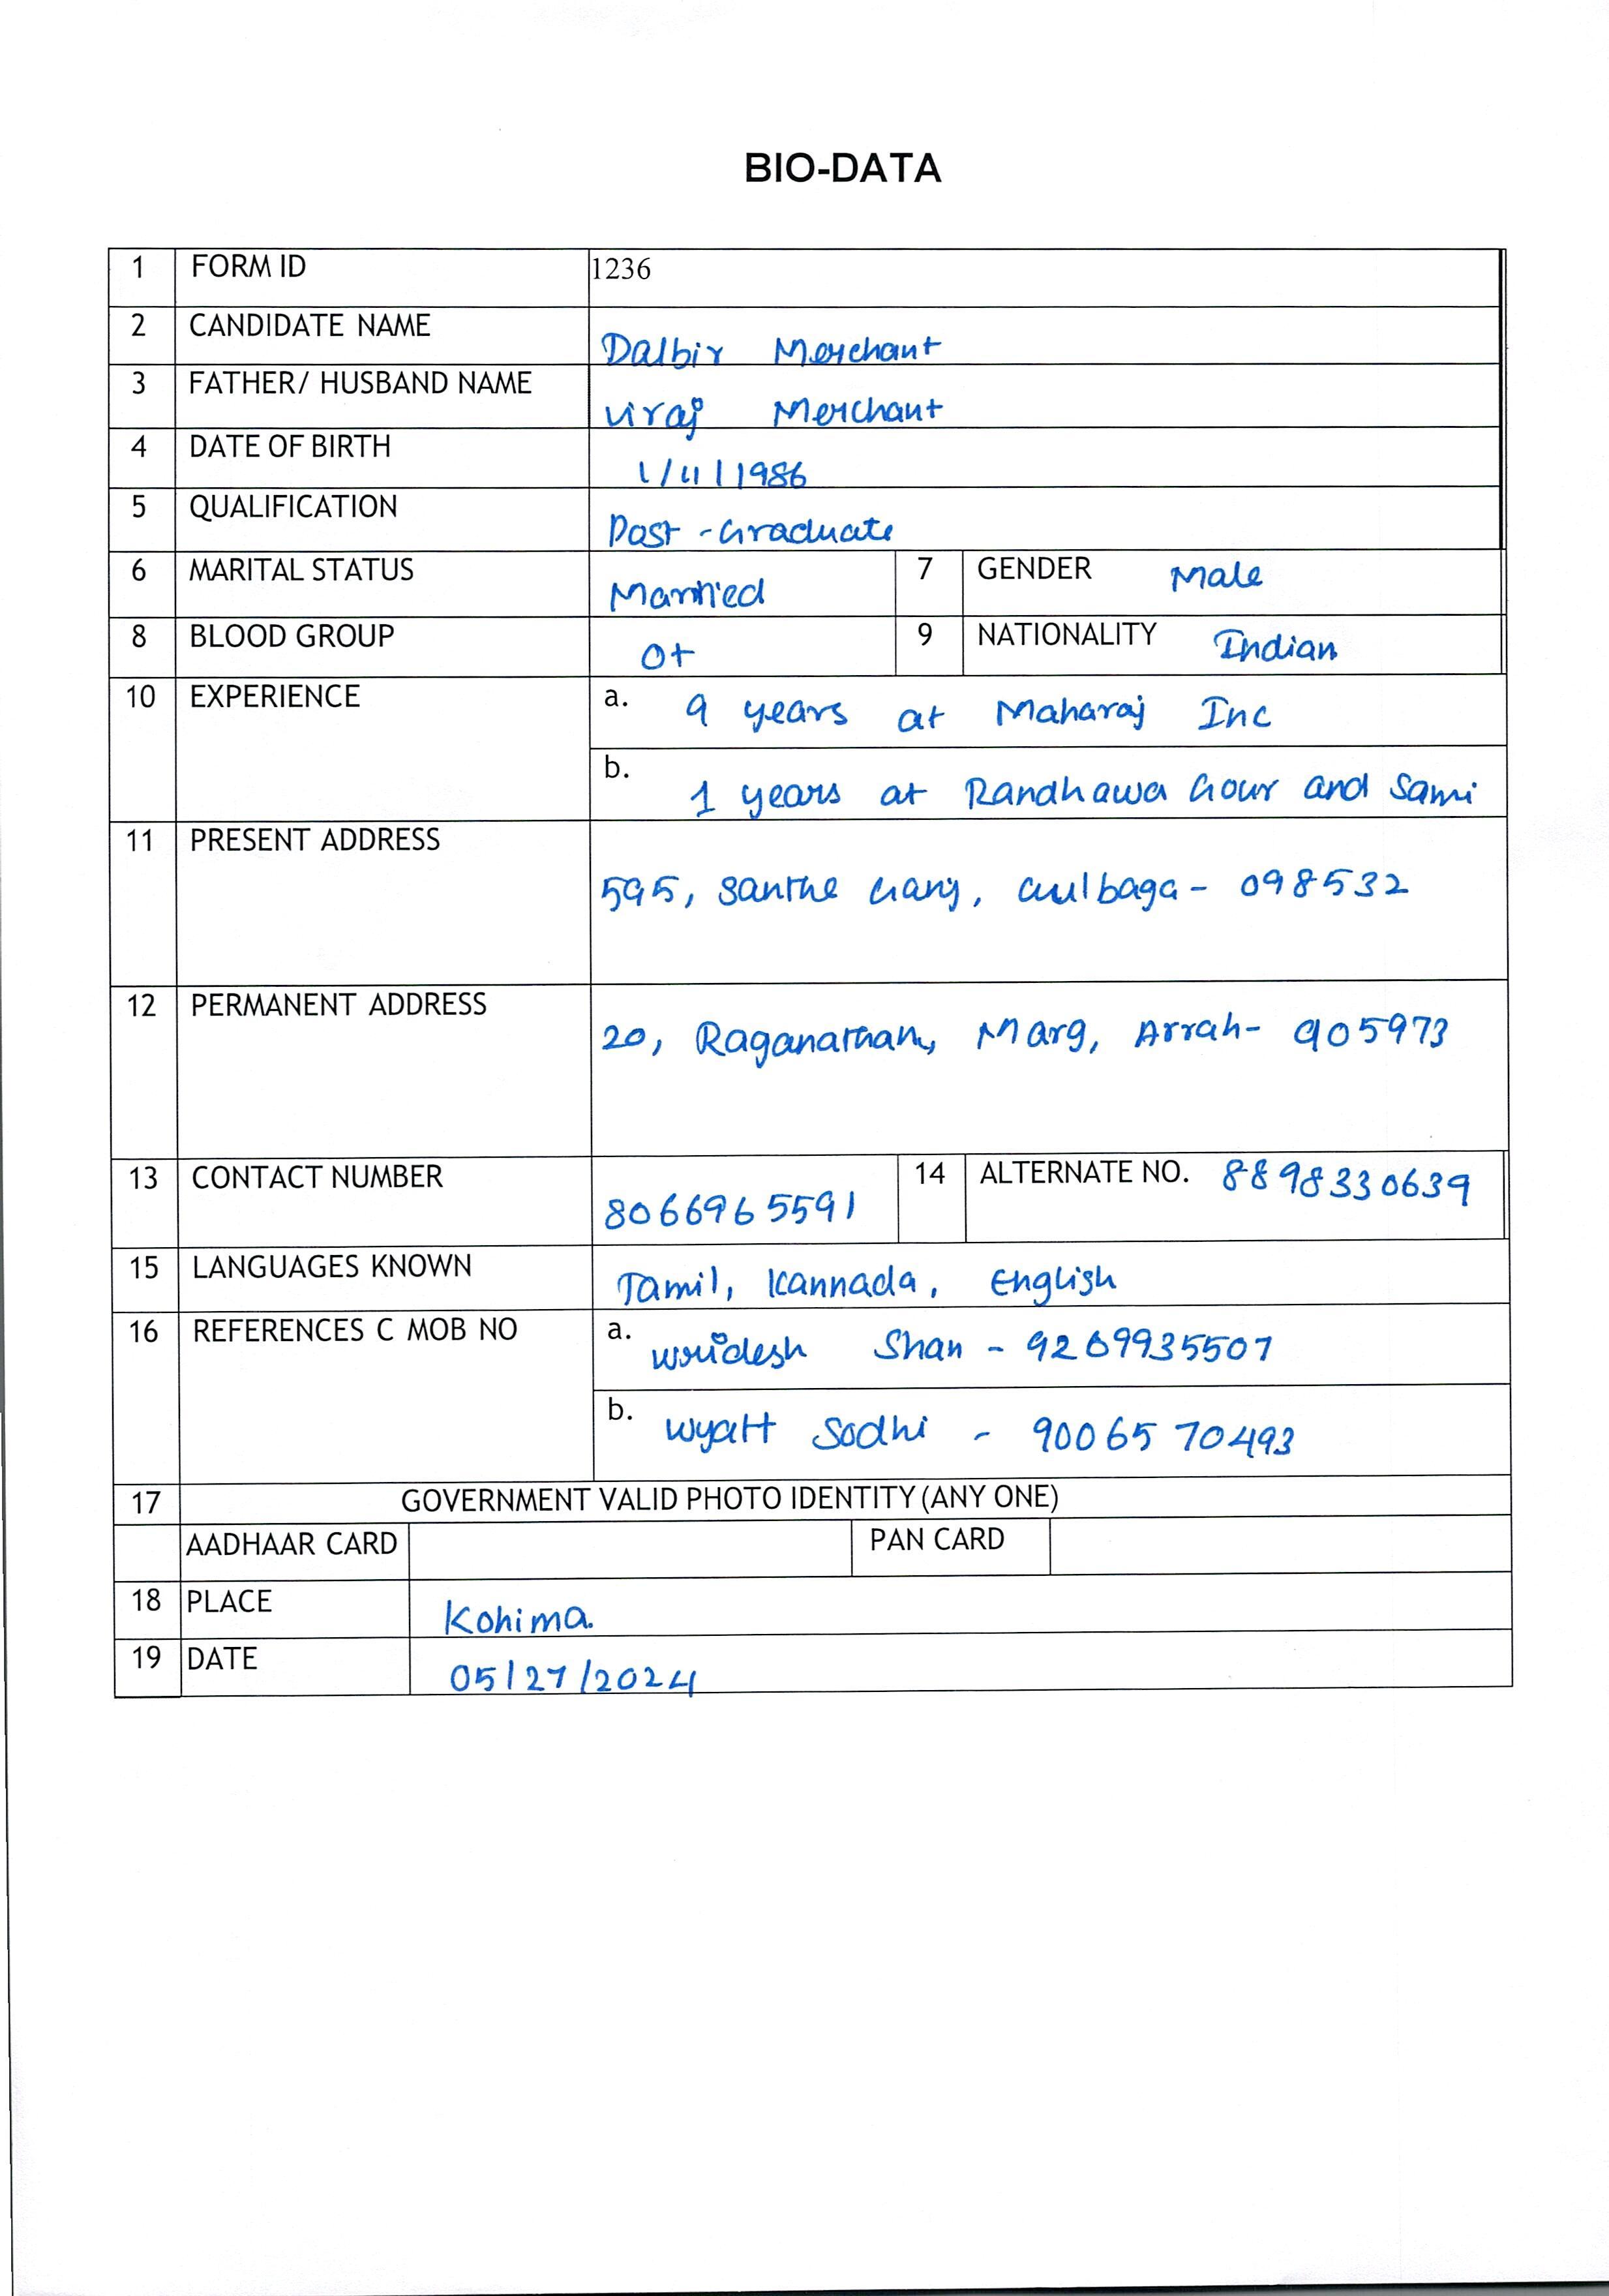 BIO-DATA
1 FORM ID 1236
2 CANDIDATE NAME Dalbir Merchant
3 FATHER/ HUSBAND NAME Viraj Merchant
4 DATE OF BIRTH 1/11/1986
5 QUALIFICATION Post-Graduate
6 MARITAL STATUS Married 7 GENDER Male
8 BLOOD GROUP O+ 9 NATIONALITY Indian
10 EXPERIENCE a. 9 years at Maharaj Inc
b. 1 years at Randhawa Gour and Sami
11 PRESENT ADDRESS
595, Santhe Gang, Gulbaga - 098532
12 PERMANENT ADDRESS
20, Raganathan, Marg, Arrah- 905973
13 CONTACT NUMBER 8066965591 14 ALTERNATE NO. 8898330639
15 LANGUAGES KNOWN Tamil, Kannada, English
16 REFERENCES C MOB NO a. Shan - 9269935507
b. Wyatt Sodhi - 9006570493
17 GOVERNMENT VALID PHOTO IDENTITY (ANY ONE)
AADHAAR CARD PAN CARD
18 PLACE Kohima.
19 DATE 05/27/2024